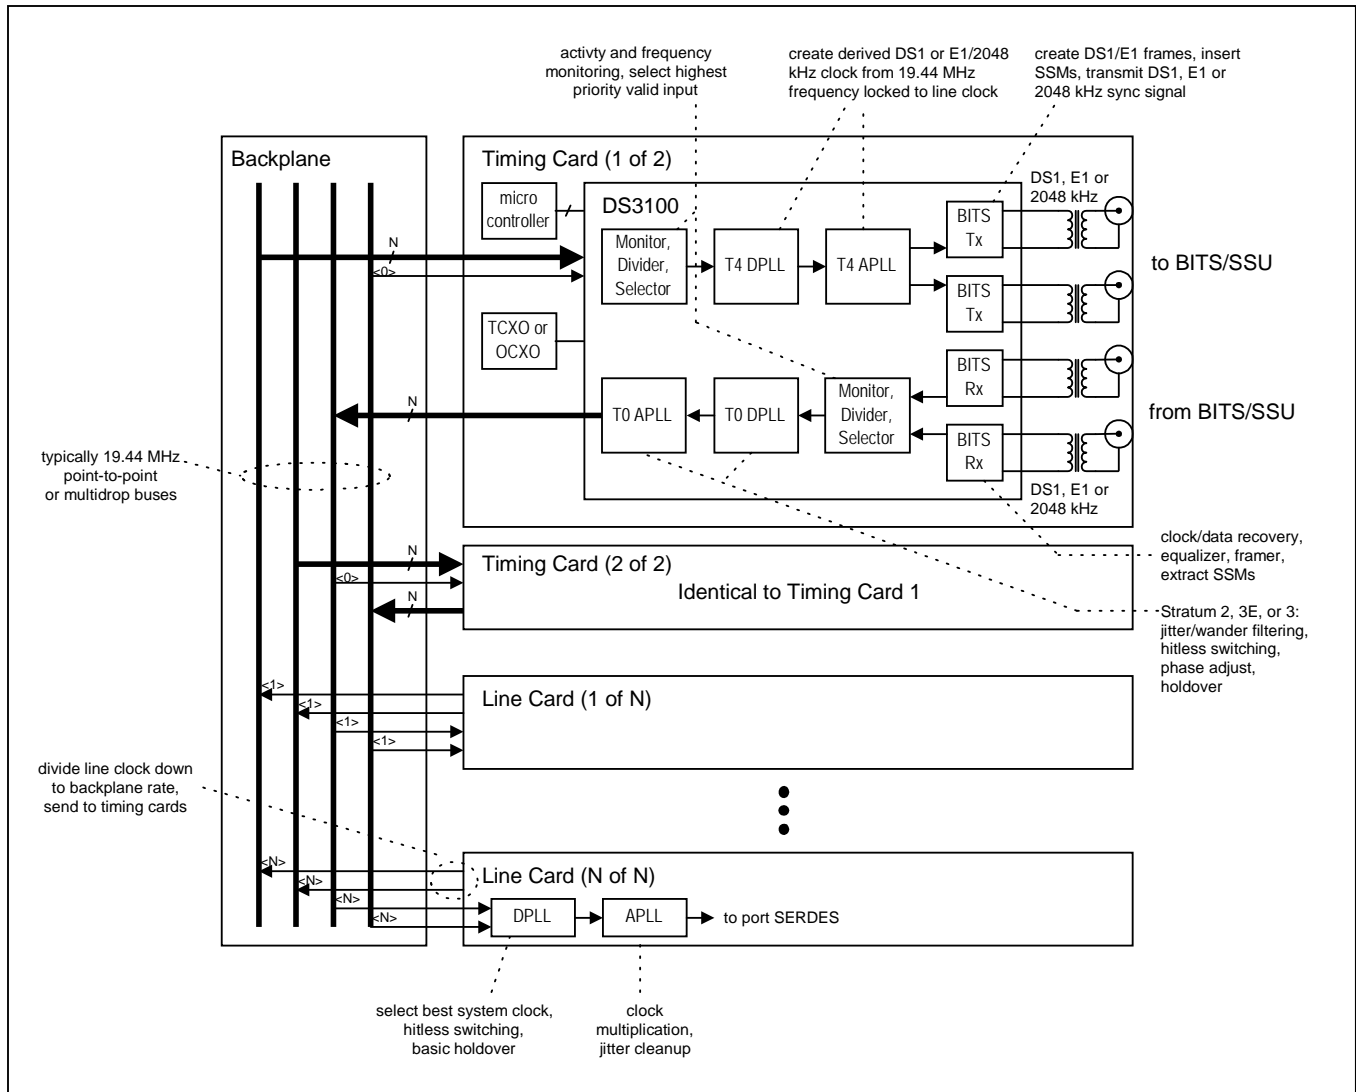 activty and frequency
monitoring, select highest
priority valid input
create derived DS1 or E1/2048
kHz clock from 19.44 MHz
frequency locked to line clock
create DS1/E1 frames, insert
SSMs, transmit DS1, E1 or
2048 kHz sync signal
Backplane
Timing Card (1 of 2)
micro
controller
DS3100
DS1, E1 or
2048 kHz
BITS
Tx
N
<0>
Monitor,
Divider,
Selector
T4 DPLL
T4 APLL
to BITS/SSU
BITS
Tx
TCXO or
OCXO
BITS
Rx
N
T0 APLL
T0 DPLL
Monitor,
Divider,
Selector
from BITS/SSU
BITS
Rx
typically 19.44 MHz
point-to-point
or multidrop buses
DS1, E1 or
2048 kHz
clock/data recovery,
equalizer, framer,
extract SSMs
N
<0>
N
Timing Card (2 of 2)
Identical to Timing Card 1
Stratum 2, 3E, or 3:
jitter/wander filtering,
hitless switching,
phase adjust,
holdover
<1>
<1>
<1>
<1>
Line Card (1 of N)
divide line clock down
to backplane rate,
send to timing cards
<N>
<N>
<N>
<N>
Line Card (N of N)
DPLL
APLL
to port SERDES
select best system clock,
hitless switching,
basic holdover
clock
multiplication,
jitter cleanup